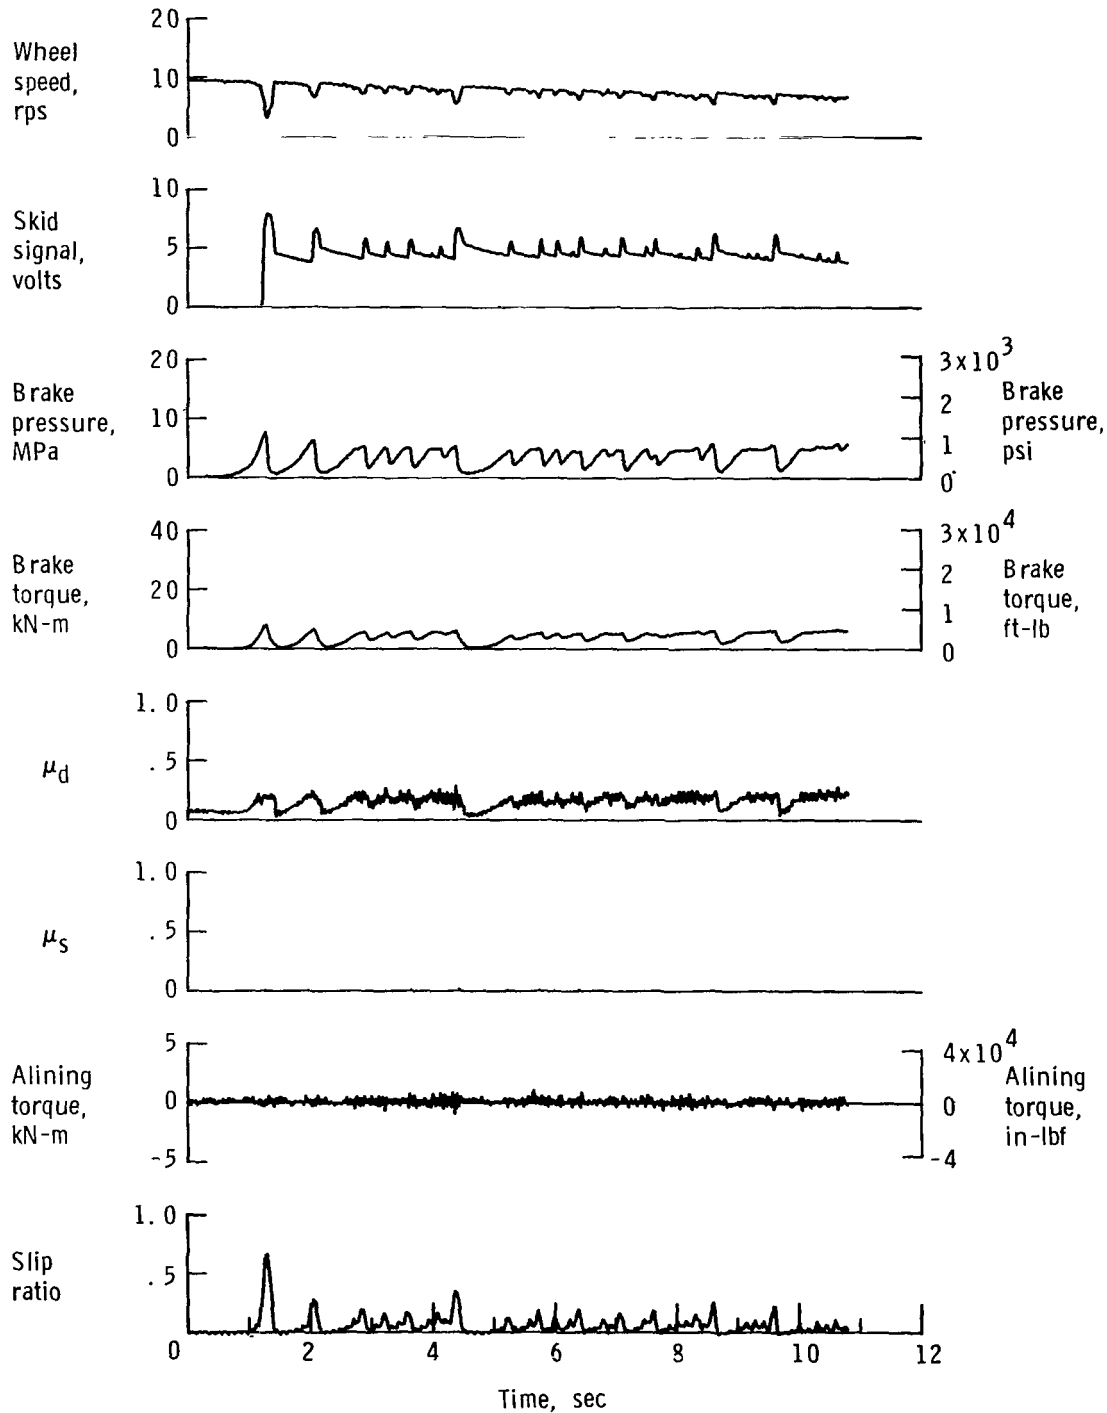 20
Wheel
speed,
rps
10
0
10
Skid
signal,
volts
5
0
20
Brake
pressure,
MPa
10
0
3x10^3
2
1
0
Brake
pressure,
psi
40
Brake
torque,
kN-m
20
0
3x10^4
2
1
0
Brake
torque,
ft-lb
1.0
μd
.5
0
1.0
μs
.5
0
5
Alining
torque,
kN-m
0
-5
4x10^4
0
-4
Alining
torque,
in-lbf
1.0
Slip
ratio
.5
0 2 4 6 8 10 12
Time, sec